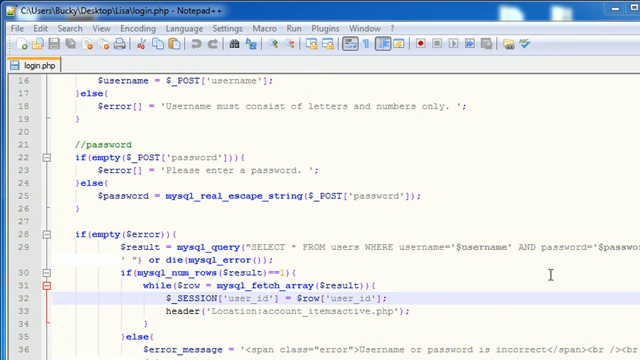 C:\Users\Bucky\Desktop\Lisa\login.php - Notepad++
File Edit Search View Encoding Language Settings Macro Run Plugins Window ?
login.php
16 $username = $_POST['username'];
17 }else{
18 $error[] = 'Username must consist of letters and numbers only. ';
19 }
20
21 //password
22 if(empty($_POST['password'])){
23 $error[] = 'Please enter a password. ';
24 }else{
25 $password = mysql_real_escape_string($_POST['password']);
26 }
27
28 if(empty($error)){
29 $result = mysql_query("SELECT * FROM users WHERE username='$username' AND password='$passwo
' ") or die(mysql_error());
30 if(mysql_num_rows($result)==1){
31 while($row = mysql_fetch_array($result)){
32 $_SESSION['user_id'] = $row['user_id'];
33 header('Location:account_itemsactive.php');
34 }
35 }else{
36 $error_message = '<span class="error">Username or password is incorrect</span><br /><br